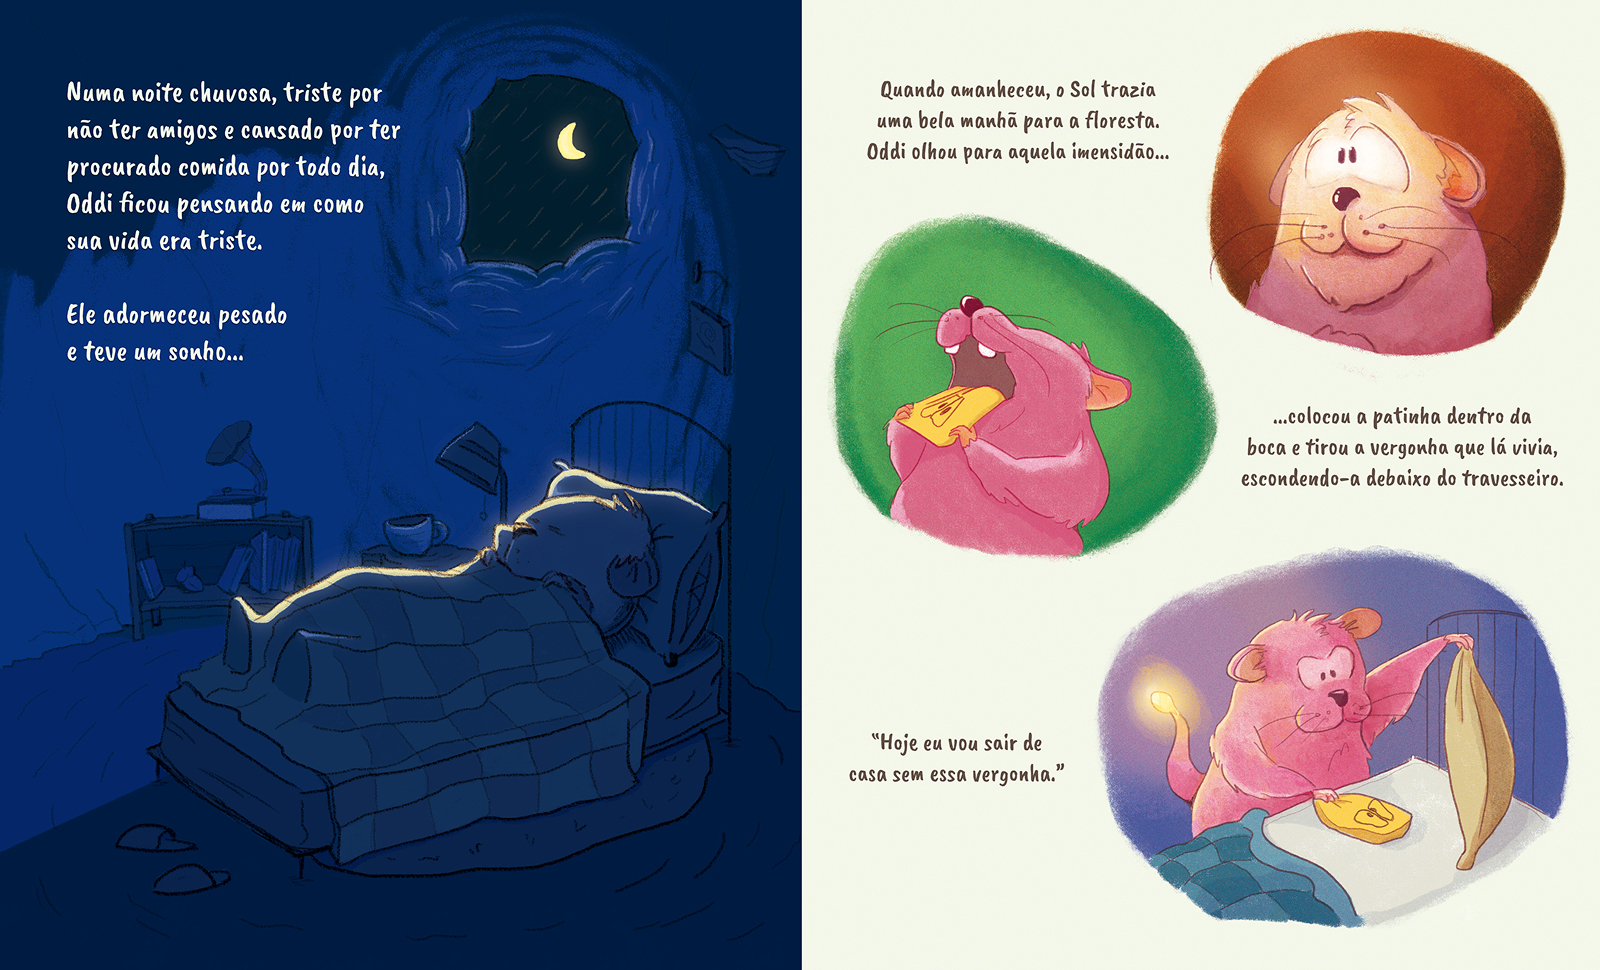 Numa noite chuvosa, triste por
não ter amigos e cansado por ter
procurado comida por todo dia,
Oddi ficou pensando em como
sua vida era triste.
Ele adormeceu pesado
e teve um sonho...
Quando amanheceu, o Sol trazia
uma bela manhã para a floresta.
Oddi olhou para aquela imensidão...
...colocou a patinha dentro da
boca e tirou a vergonha que lá vivia,
escondendo-a debaixo do travesseiro.
“Hoje eu vou sair de
casa sem essa vergonha.”